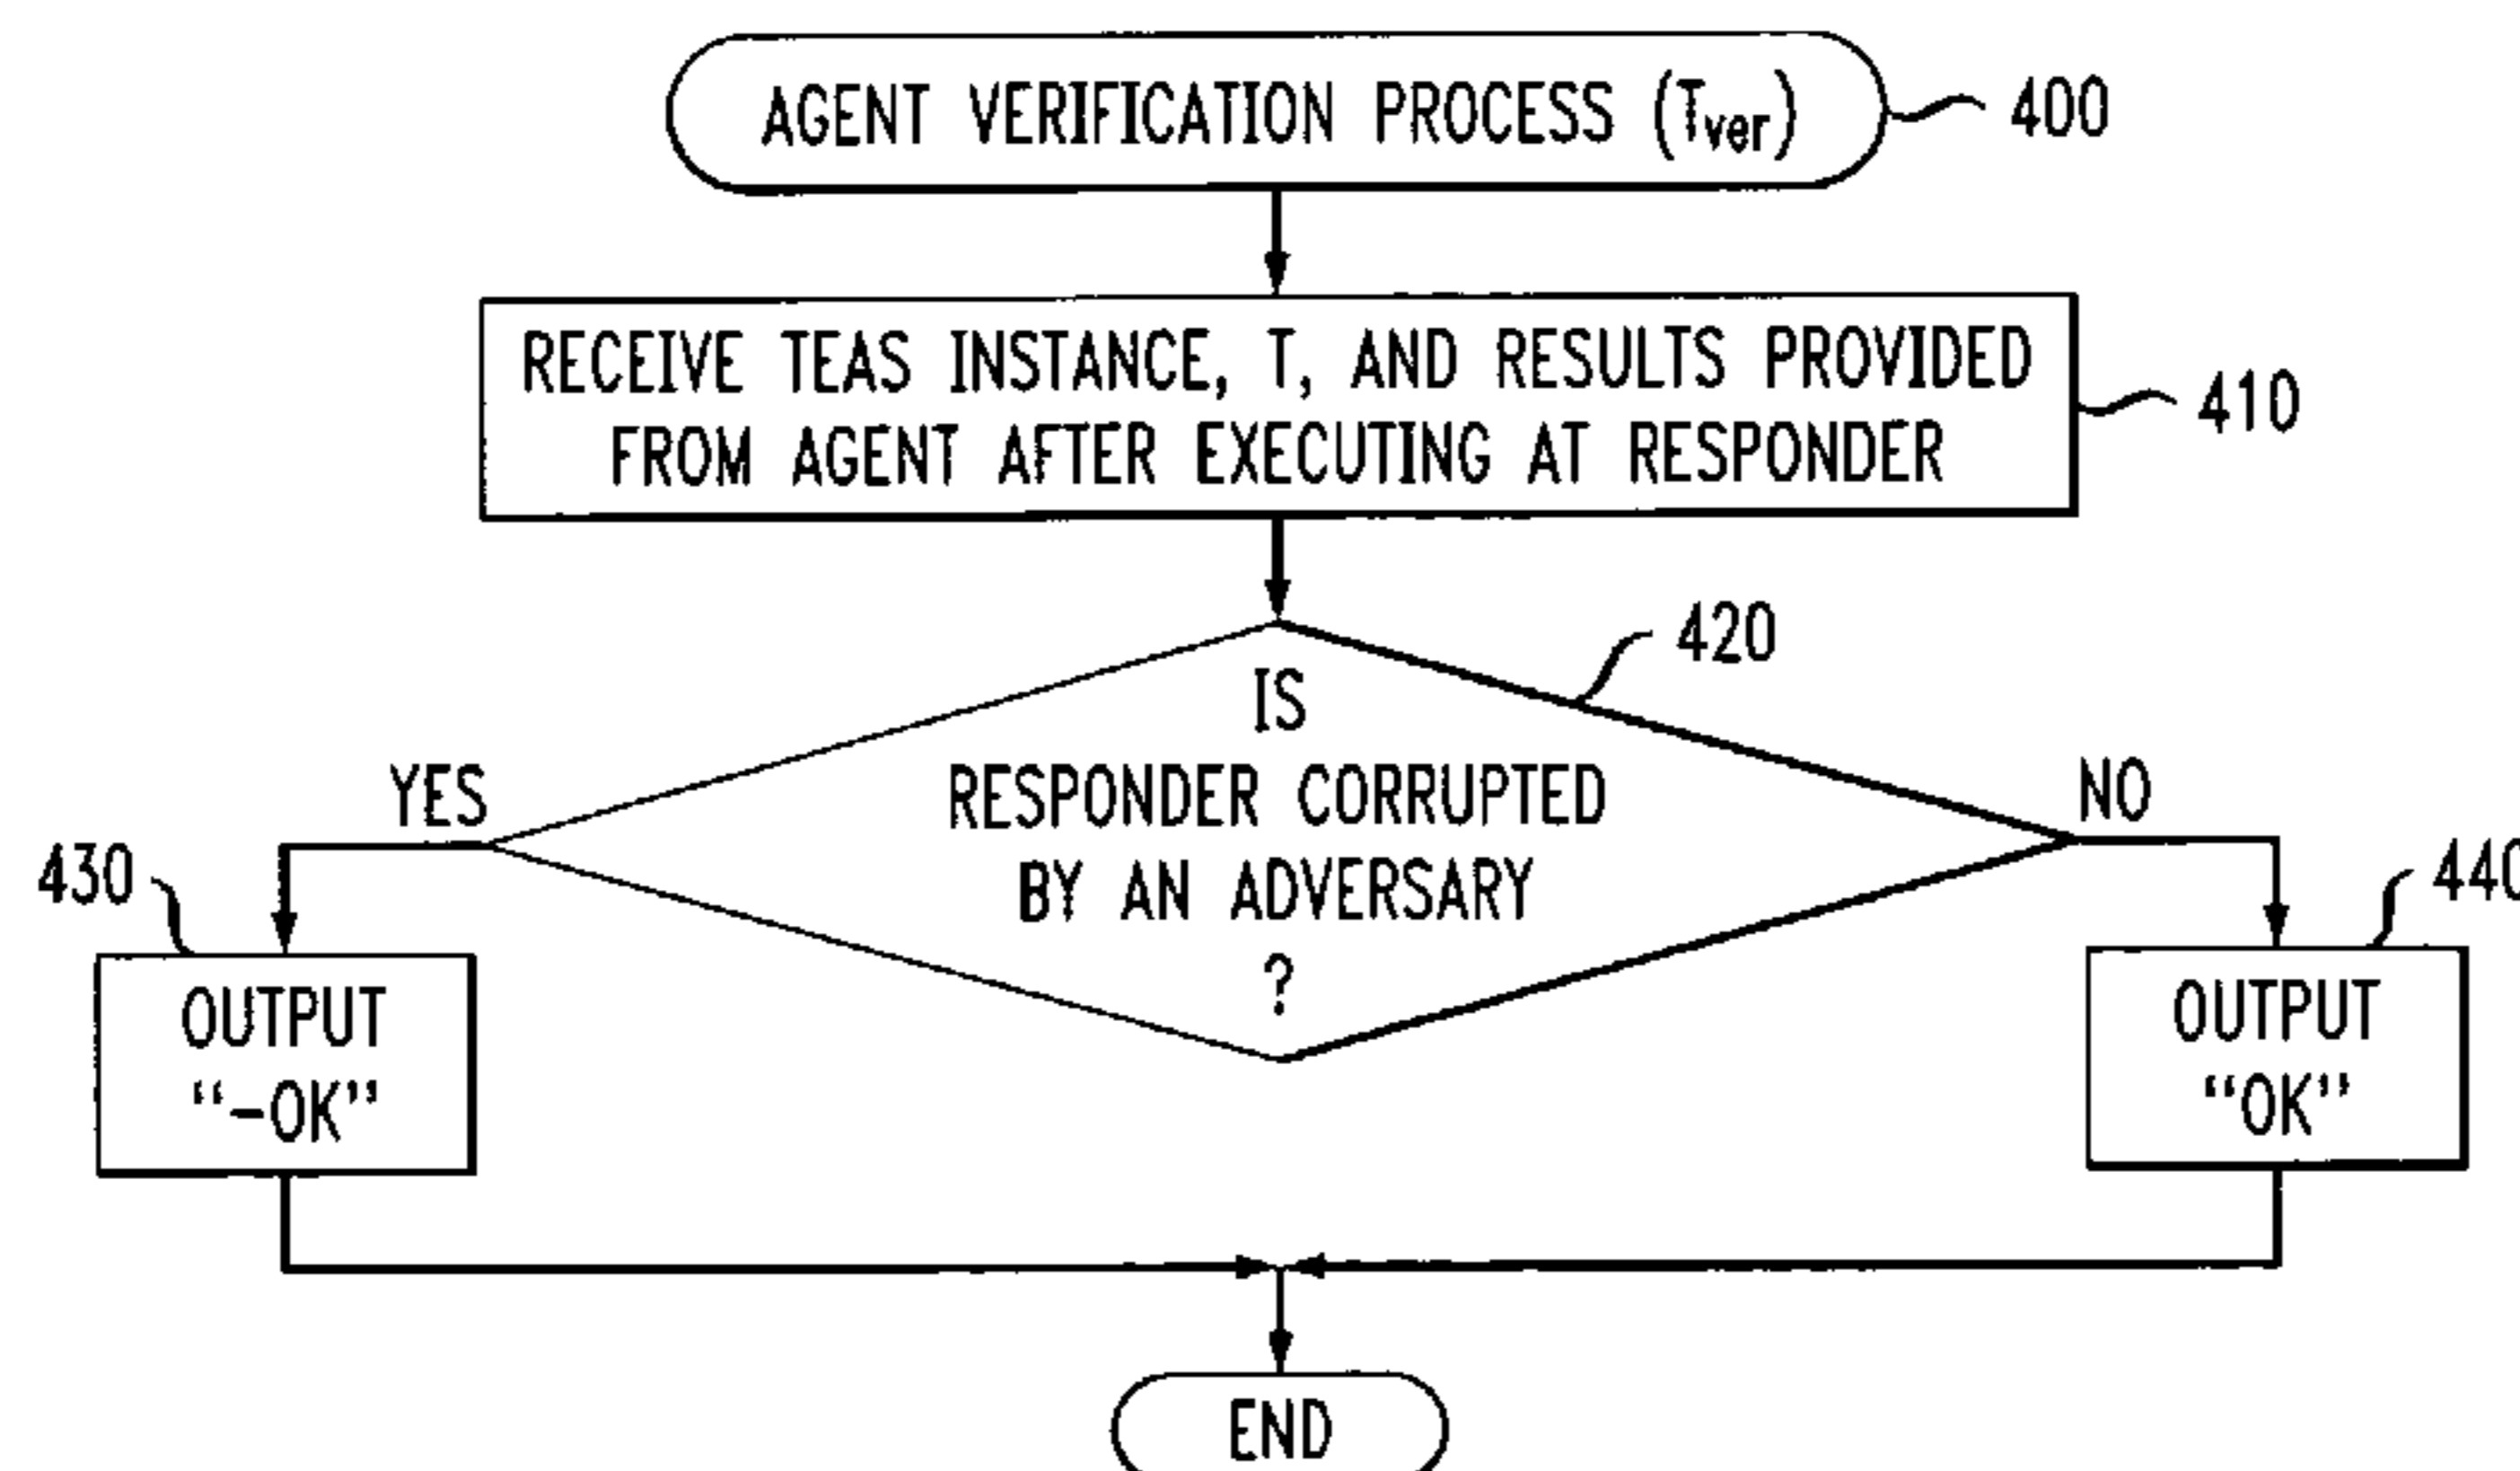 AGENT VERIFICATION PROCESS (Tver)
400
RECEIVE TEAS INSTANCE, T, AND RESULTS PROVIDED
FROM AGENT AFTER EXECUTING AT RESPONDER
410
420
IS
RESPONDER CORRUPTED
BY AN ADVERSARY
?
YES
NO
430
440
OUTPUT
“-OK”
OUTPUT
“OK”
END